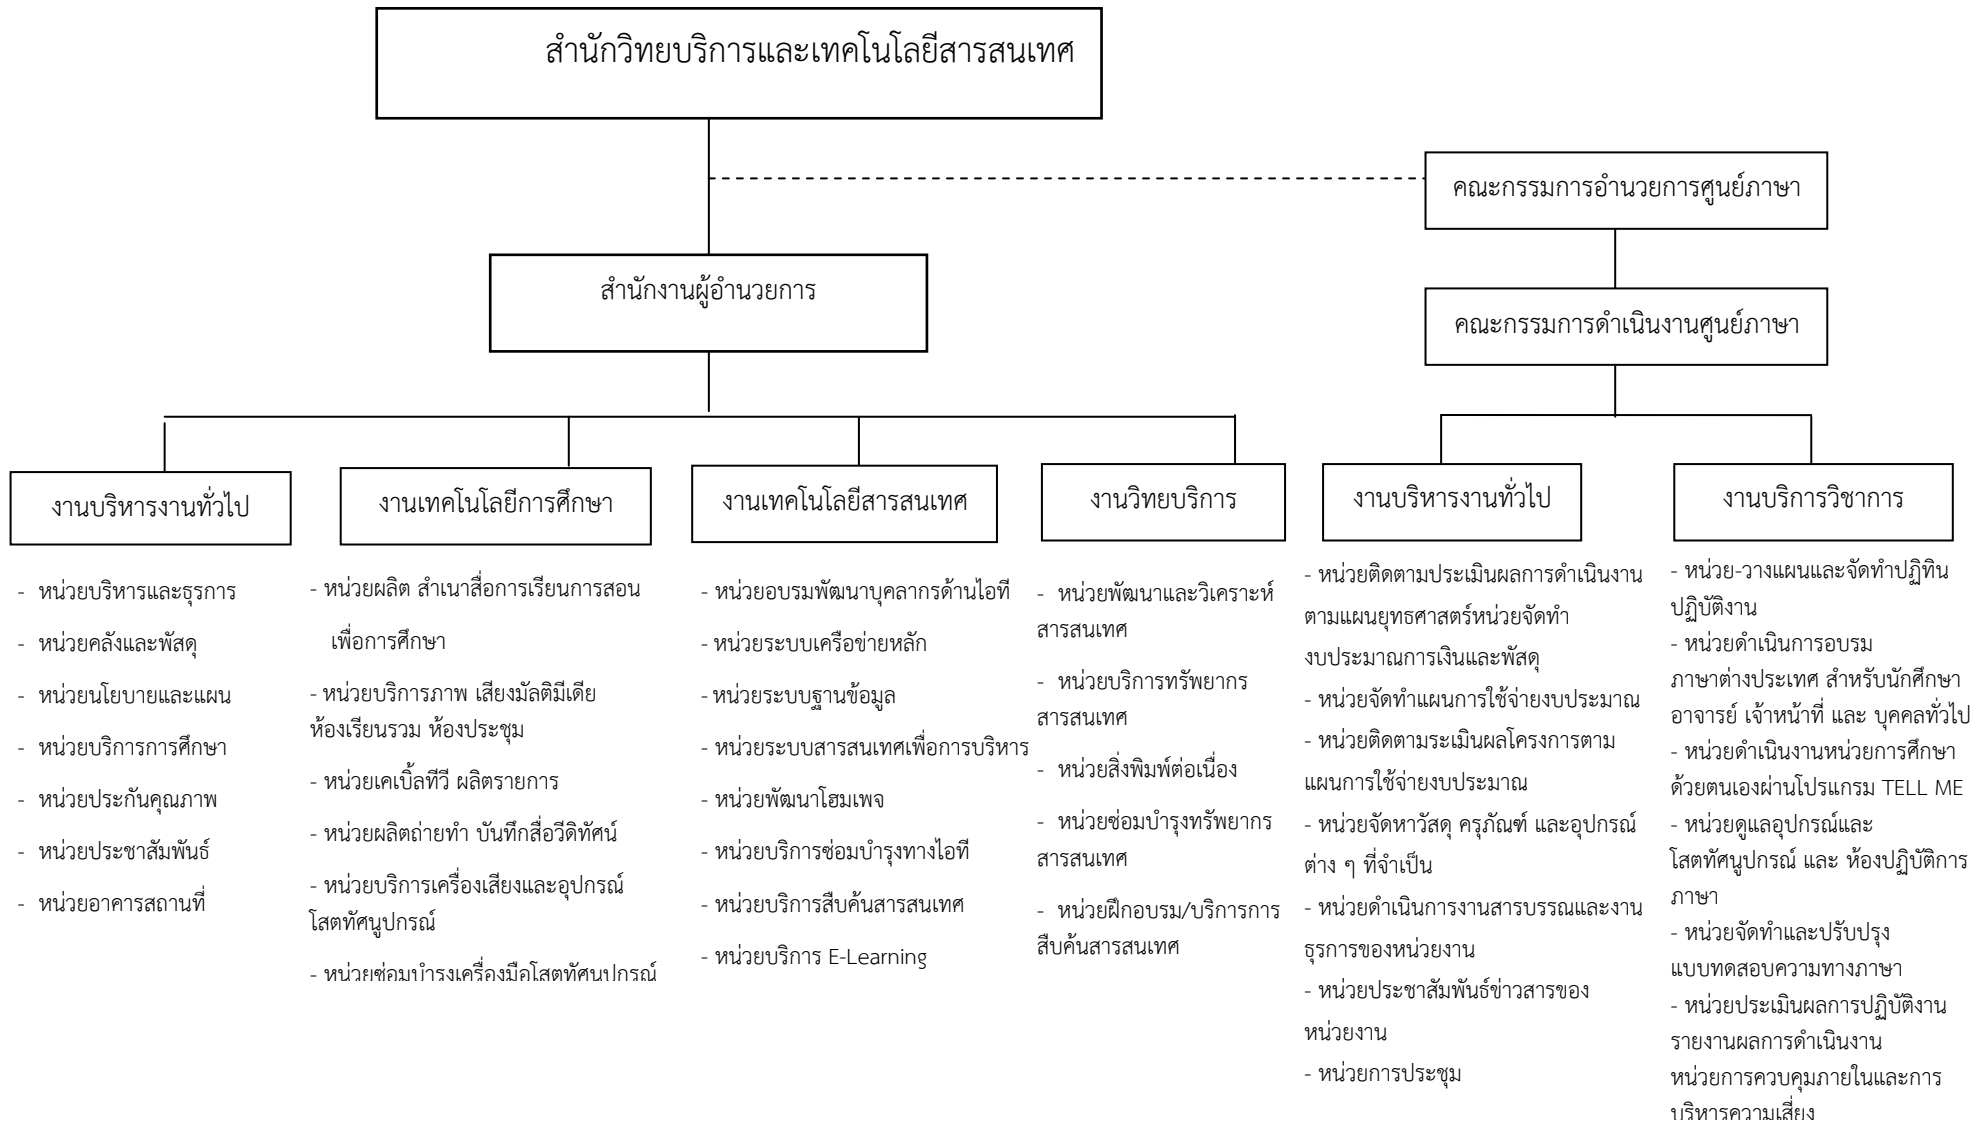 สำนักวิทยบริการและเทคโนโลยีสารสนเทศ
คณะกรรมการอำนวยการศูนย์ภาษา
สำนักงานผู้อำนวยการ
คณะกรรมการดำเนินงานศูนย์ภาษา
งานบริหารงานทั่วไป
- หน่วยบริหารและธุรการ
- หน่วยคลังและพัสดุ
- หน่วยนโยบายและแผน
- หน่วยบริการการศึกษา
- หน่วยประกันคุณภาพ
- หน่วยประชาสัมพันธ์
- หน่วยอาคารสถานที่
งานเทคโนโลยีการศึกษา
- หน่วยผลิต สำเนาสื่อการเรียนการสอน
เพื่อการศึกษา
- หน่วยบริการภาพ เสียงมัลติมีเดีย
ห้องเรียนรวม ห้องประชุม
- หน่วยเคเบิ้ลทีวี ผลิตรายการ
- หน่วยผลิตถ่ายทำ บันทึกสื่อวีดิทัศน์
- หน่วยบริการเครื่องเสียงและอุปกรณ์
โสตทัศนูปกรณ์
- หน่วยซ่อมบำรุงเครื่องมือโสตทัศนูปกรณ์
งานเทคโนโลยีสารสนเทศ
- หน่วยอบรมพัฒนาบุคลากรด้านไอที
- หน่วยระบบเครือข่ายหลัก
- หน่วยระบบฐานข้อมูล
- หน่วยระบบสารสนเทศเพื่อการบริหาร
- หน่วยพัฒนาโฮมเพจ
- หน่วยบริการซ่อมบำรุงทางไอที
- หน่วยบริการสืบค้นสารสนเทศ
- หน่วยบริการ E-Learning
งานวิทยบริการ
- หน่วยพัฒนาและวิเคราะห์
สารสนเทศ
- หน่วยบริการทรัพยากร
สารสนเทศ
- หน่วยสิ่งพิมพ์ต่อเนื่อง
- หน่วยซ่อมบำรุงทรัพยากร
สารสนเทศ
- หน่วยฝึกอบรม/บริการการ
สืบค้นสารสนเทศ
งานบริหารงานทั่วไป
- หน่วยติดตามประเมินผลการดำเนินงาน
ตามแผนยุทธศาสตร์หน่วยจัดทำ
งบประมาณการเงินและพัสดุ
- หน่วยจัดทำแผนการใช้จ่ายงบประมาณ
- หน่วยติดตามระเมินผลโครงการตาม
แผนการใช้จ่ายงบประมาณ
- หน่วยจัดหาวัสดุ ครุภัณฑ์ และอุปกรณ์
ต่าง ๆ ที่จำเป็น
- หน่วยดำเนินการงานสารบรรณและงาน
ธุรการของหน่วยงาน
- หน่วยประชาสัมพันธ์ข่าวสารของ
หน่วยงาน
- หน่วยการประชุม
งานบริการวิชาการ
- หน่วย-วางแผนและจัดทำปฏิทิน
ปฏิบัติงาน
- หน่วยดำเนินการอบรม
ภาษาต่างประเทศ สำหรับนักศึกษา
อาจารย์ เจ้าหน้าที่ และ บุคคลทั่วไป
- หน่วยดำเนินงานหน่วยการศึกษา
ด้วยตนเองผ่านโปรแกรม TELL ME
- หน่วยดูแลอุปกรณ์และ
โสตทัศนูปกรณ์ และ ห้องปฏิบัติการ
ภาษา
- หน่วยจัดทำและปรับปรุง
แบบทดสอบความทางภาษา
- หน่วยประเมินผลการปฏิบัติงาน
รายงานผลการดำเนินงาน
หน่วยการควบคุมภายในและการ
บริหารความเสี่ยง